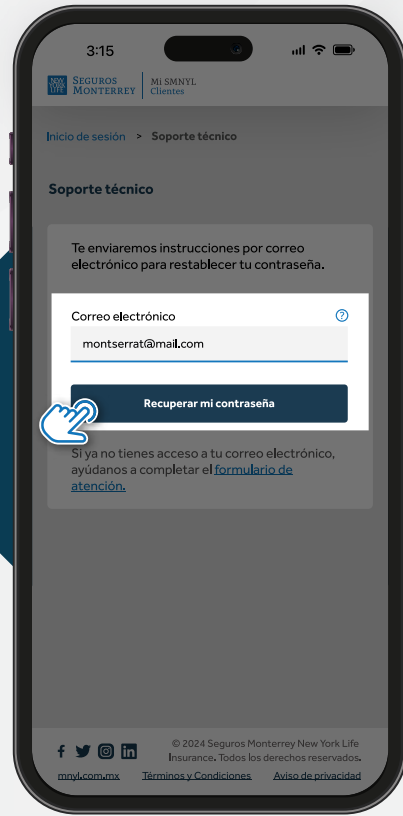 3:15
NEW YORK LIFE
SEGUROS MONTERREY
Mi SMNYL Clientes
Inicio de sesión > Soporte técnico
Soporte técnico
Te enviaremos instrucciones por correo
electrónico para restablecer tu contraseña.
Correo electrónico ?
montserrat@mail.com
Recuperar mi contraseña
Si ya no tienes acceso a tu correo electrónico,
ayúdanos a completar el formulario de
atención.
© 2024 Seguros Monterrey New York Life
Insurance. Todos los derechos reservados.
mnyl.com.mx Términos y Condiciones Aviso de privacidad